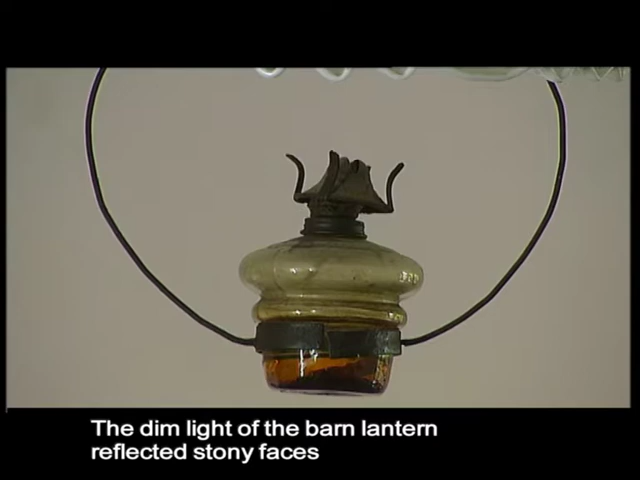 The dim light of the barn lantern
reflected stony faces